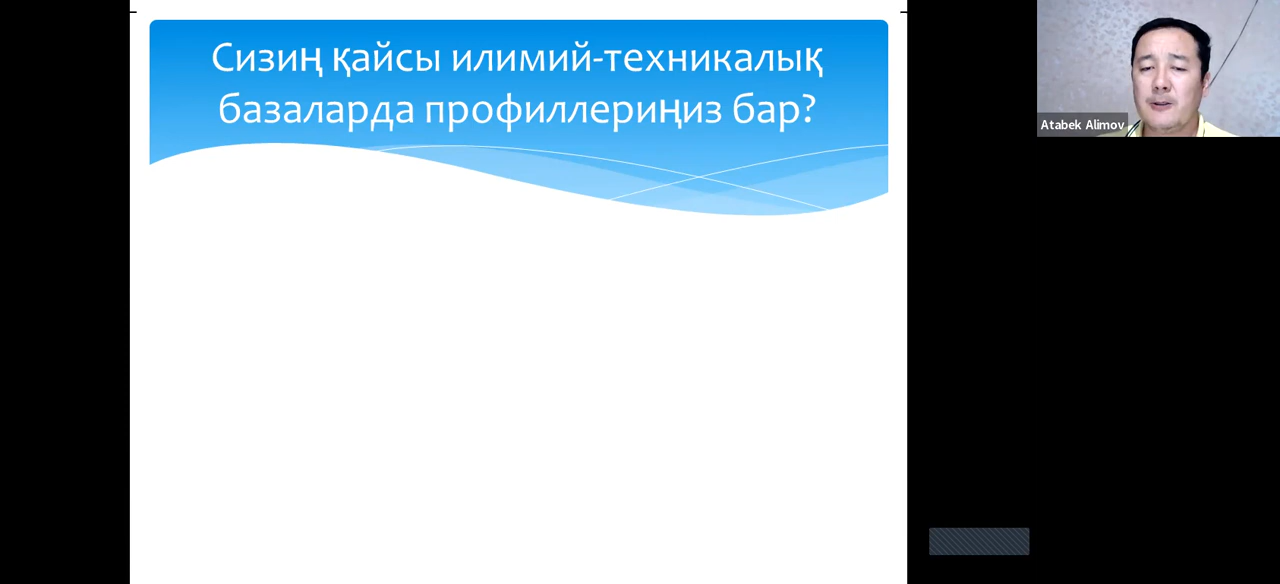 Сизиң қайсы илимий-техникалық
базаларда профиллериңиз бар?
Atabek Alimov